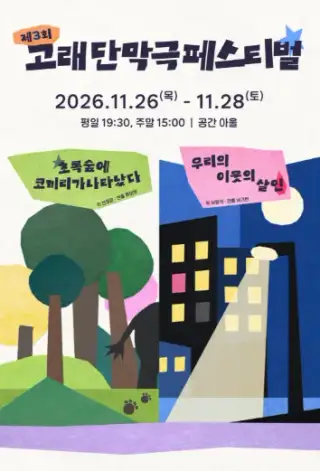 제3회
고래단막극페스티벌
2026.11.26(목) - 11.28(토)
평일 19:30, 주말 15:00 | 공간 아울
초록숲에
코끼리가나타났다
우리의
이웃의
살인